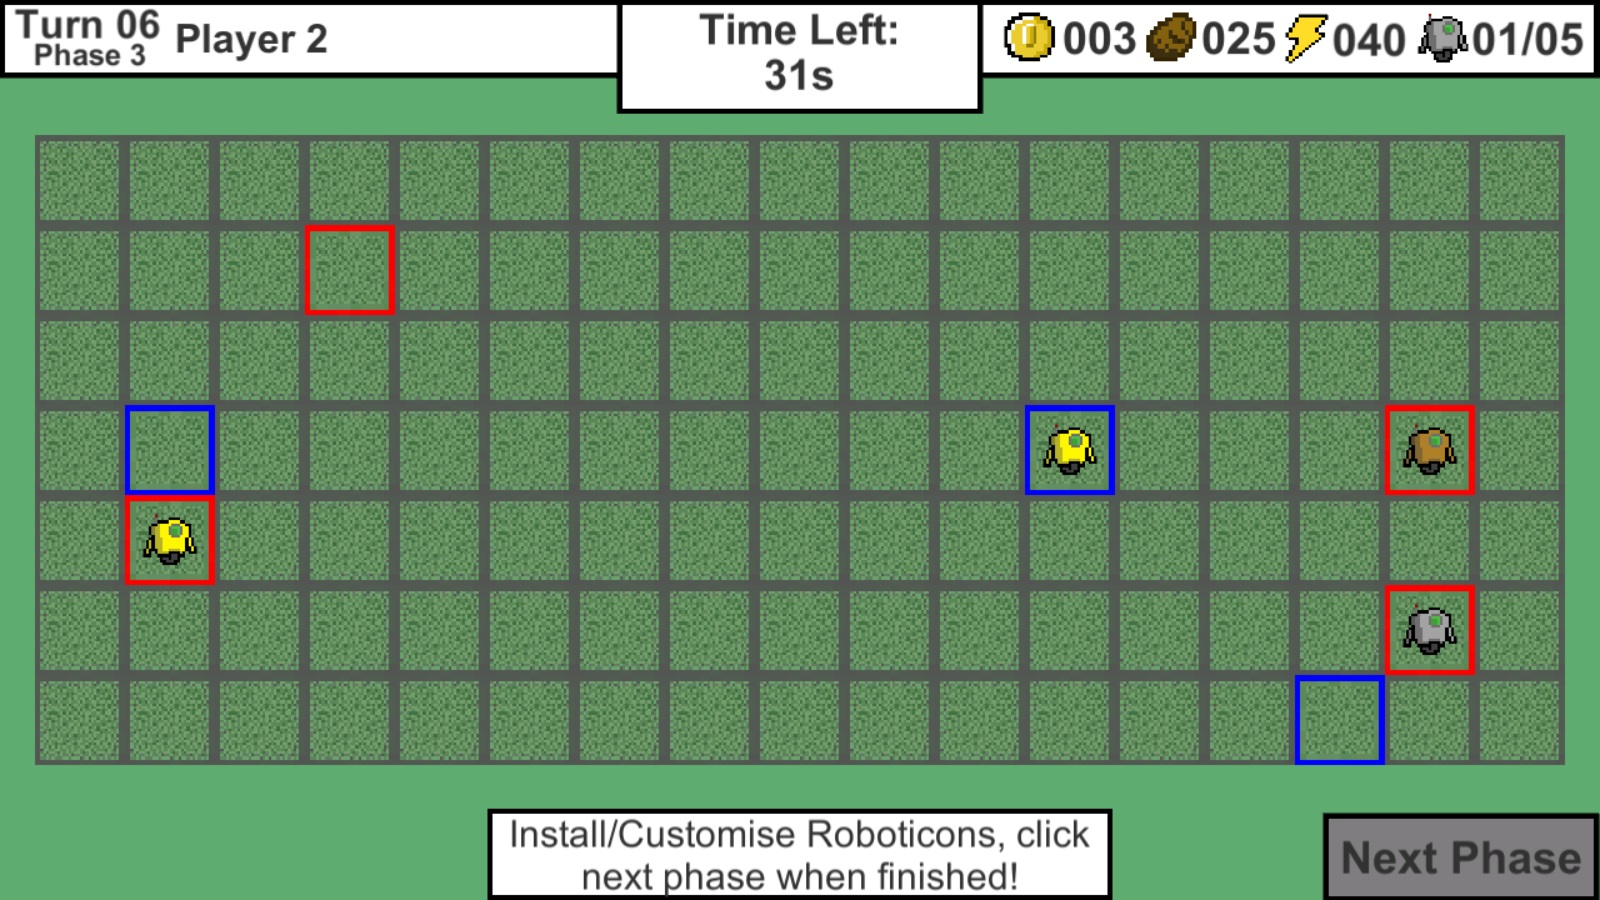 Turn 06
Phase 3
Player 2
Time Left:
31s
003 025 040 01/05
Install/Customise Roboticons, click
next phase when finished!
Next Phase